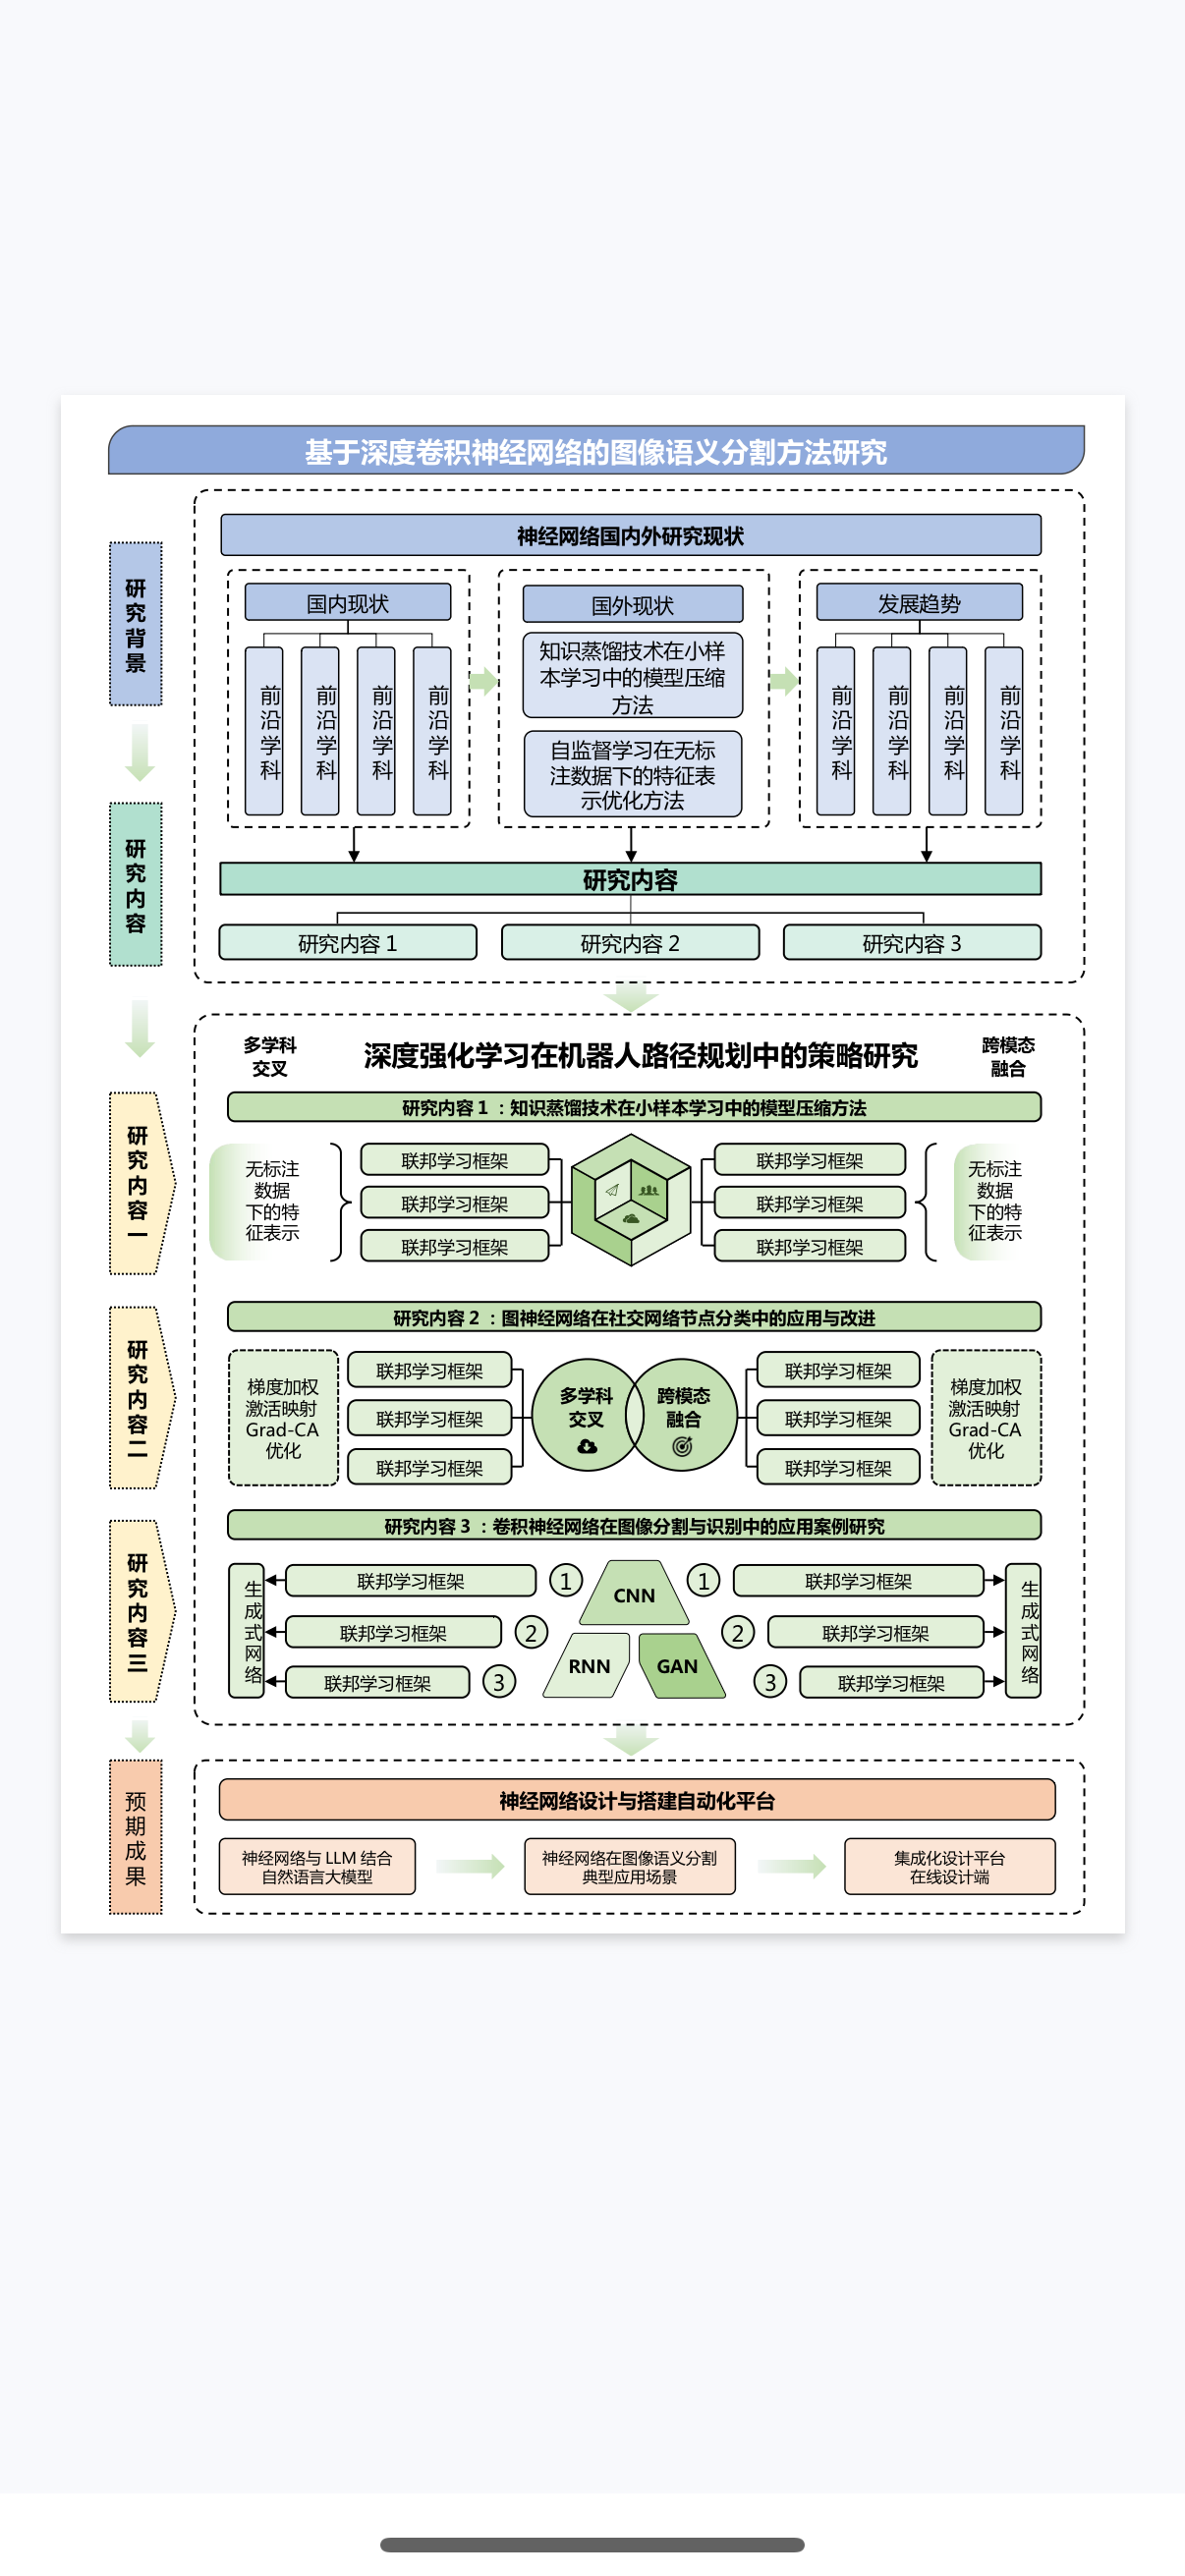 基于深度卷积神经网络的图像语义分割方法研究
研究背景
神经网络国内外研究现状
国内现状
前沿学科
前沿学科
前沿学科
前沿学科
国外现状
知识蒸馏技术在小样
本学习中的模型压缩
方法
自监督学习在无标
注数据下的特征表
示优化方法
发展趋势
前沿学科
前沿学科
前沿学科
前沿学科
研究内容
研究内容
研究内容 1
研究内容 2
研究内容 3
多学科
交叉
深度强化学习在机器人路径规划中的策略研究
跨模态
融合
研究内容一
研究内容 1 ：知识蒸馏技术在小样本学习中的模型压缩方法
无标注
数据
下的特
征表示
联邦学习框架
联邦学习框架
联邦学习框架
联邦学习框架
联邦学习框架
联邦学习框架
无标注
数据
下的特
征表示
研究内容二
研究内容 2 ：图神经网络在社交网络节点分类中的应用与改进
梯度加权
激活映射
Grad-CA
优化
联邦学习框架
联邦学习框架
联邦学习框架
多学科
交叉
跨模态
融合
联邦学习框架
联邦学习框架
联邦学习框架
梯度加权
激活映射
Grad-CA
优化
研究内容三
研究内容 3 ：卷积神经网络在图像分割与识别中的应用案例研究
生成式网络
联邦学习框架
1
联邦学习框架
2
联邦学习框架
3
CNN
RNN
GAN
1
联邦学习框架
2
联邦学习框架
3
联邦学习框架
生成式网络
预期成果
神经网络设计与搭建自动化平台
神经网络与 LLM 结合
自然语言大模型
神经网络在图像语义分割
典型应用场景
集成化设计平台
在线设计端